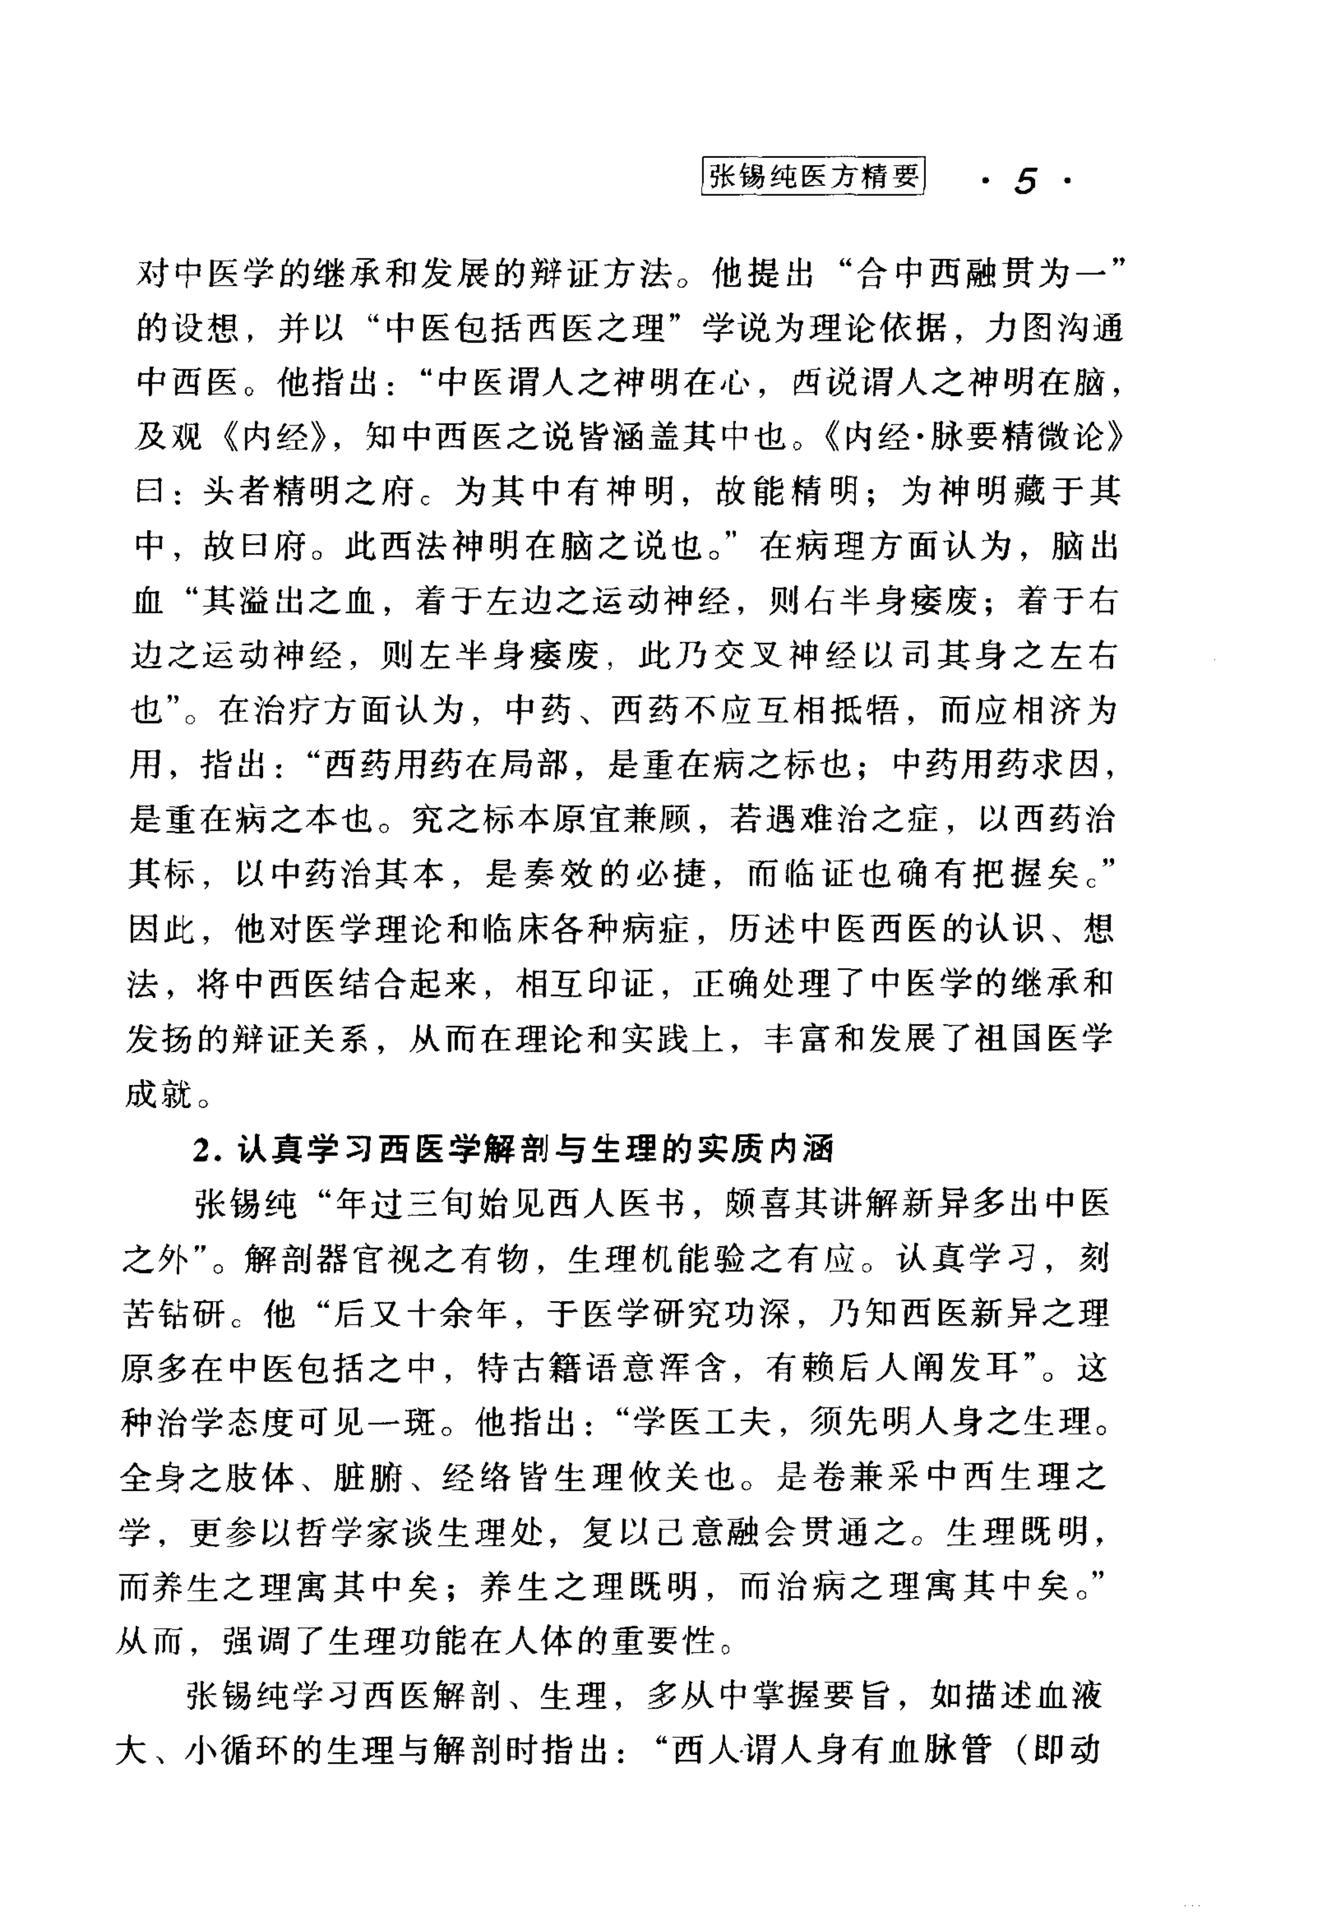 张锡纯医方精要 · 5 ·
对中医学的继承和发展的辩证方法。他提出“合中西融贯为一”
的设想，并以“中医包括西医之理”学说为理论依据，力图沟通
中西医。他指出：“中医谓人之神明在心，西说谓人之神明在脑，
及观《内经》，知中西医之说皆涵盖其中也。《内经·脉要精微论》
曰：头者精明之府。为其中有神明，故能精明；为神明藏于其
中，故曰府。此西法神明在脑之说也。”在病理方面认为，脑出
血“其溢出之血，着于左边之运动神经，则右半身痿废；着于右
边之运动神经，则左半身痿废，此乃交叉神经以司其身之左右
也”。在治疗方面认为，中药、西药不应互相抵牾，而应相济为
用，指出：“西药用药在局部，是重在病之标也；中药用药求因，
是重在病之本也。究之标本原宜兼顾，若遇难治之症，以西药治
其标，以中药治其本，是奏效的必捷，而临证也确有把握矣。”
因此，他对医学理论和临床各种病症，历述中医西医的认识、想
法，将中西医结合起来，相互印证，正确处理了中医学的继承和
发扬的辩证关系，从而在理论和实践上，丰富和发展了祖国医学
成就。
2. 认真学习西医学解剖与生理的实质内涵
张锡纯“年过三旬始见西人医书，颇喜其讲解新异多出中医
之外”。解剖器官视之有物，生理机能验之有应。认真学习，刻
苦钻研。他“后又十余年，于医学研究功深，乃知西医新异之理
原多在中医包括之中，特古籍语意浑含，有赖后人阐发耳”。这
种治学态度可见一斑。他指出：“学医工夫，须先明人身之生理。
全身之肢体、脏腑、经络皆生理攸关也。是卷兼采中西生理之
学，更参以哲学家谈生理处，复以己意融会贯通之。生理既明，
而养生之理寓其中矣；养生之理既明，而治病之理寓其中矣。”
从而，强调了生理功能在人体的重要性。
张锡纯学习西医解剖、生理，多从中掌握要旨，如描述血液
大、小循环的生理与解剖时指出：“西人谓人身有血脉管（即动